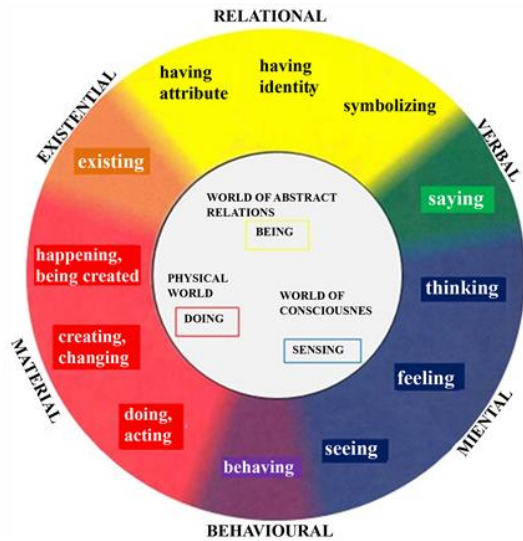 RELATIONAL
having
attribute
having
identity
symbolizing
EXISTENTIAL
existing
VERBAL
saying
WORLD OF ABSTRACT
RELATIONS
BEING
happening,
being created
PHYSICAL
WORLD
DOING
WORLD OF
CONSCIOUSNES
SENSING
thinking
creating,
changing
feeling
MATERIAL
doing,
acting
behaving
seeing
MIENTAL
BEHAVIOURAL